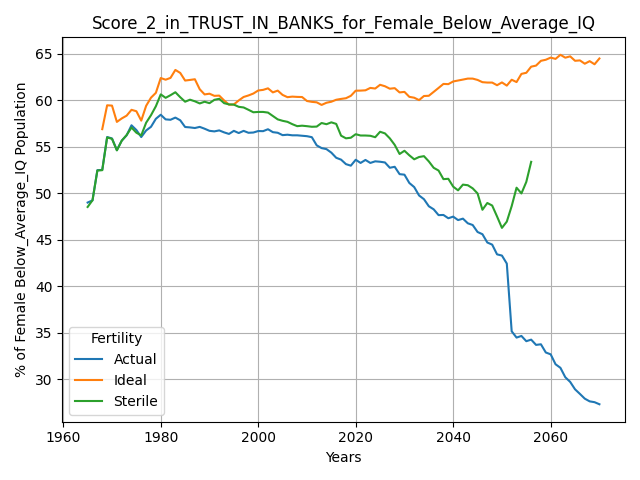 Score_2_in_TRUST_IN_BANKS_for_Female_Below_Average_IQ
% of Female Below_Average_IQ Population
65
60
55
50
45
40
35
30
Fertility
Actual
Ideal
Sterile
1960
1980
2000
2020
2040
2060
Years